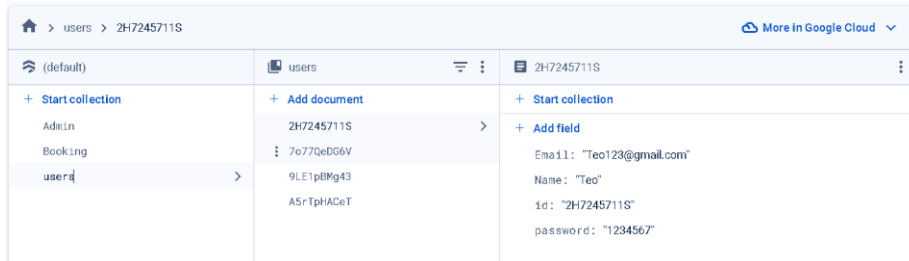 users > 2H7245711S
More in Google Cloud
(default)
users
2H7245711S
+ Start collection
+ Add document
+ Start collection
Admin
2H7245711S
+ Add field
Booking
7o77QeDG6V
Email: "Teo123@gmail.com"
users
9LE1pBMg43
Name: "Teo"
A5rTpHACeT
id: "2H7245711S"
password: "1234567"